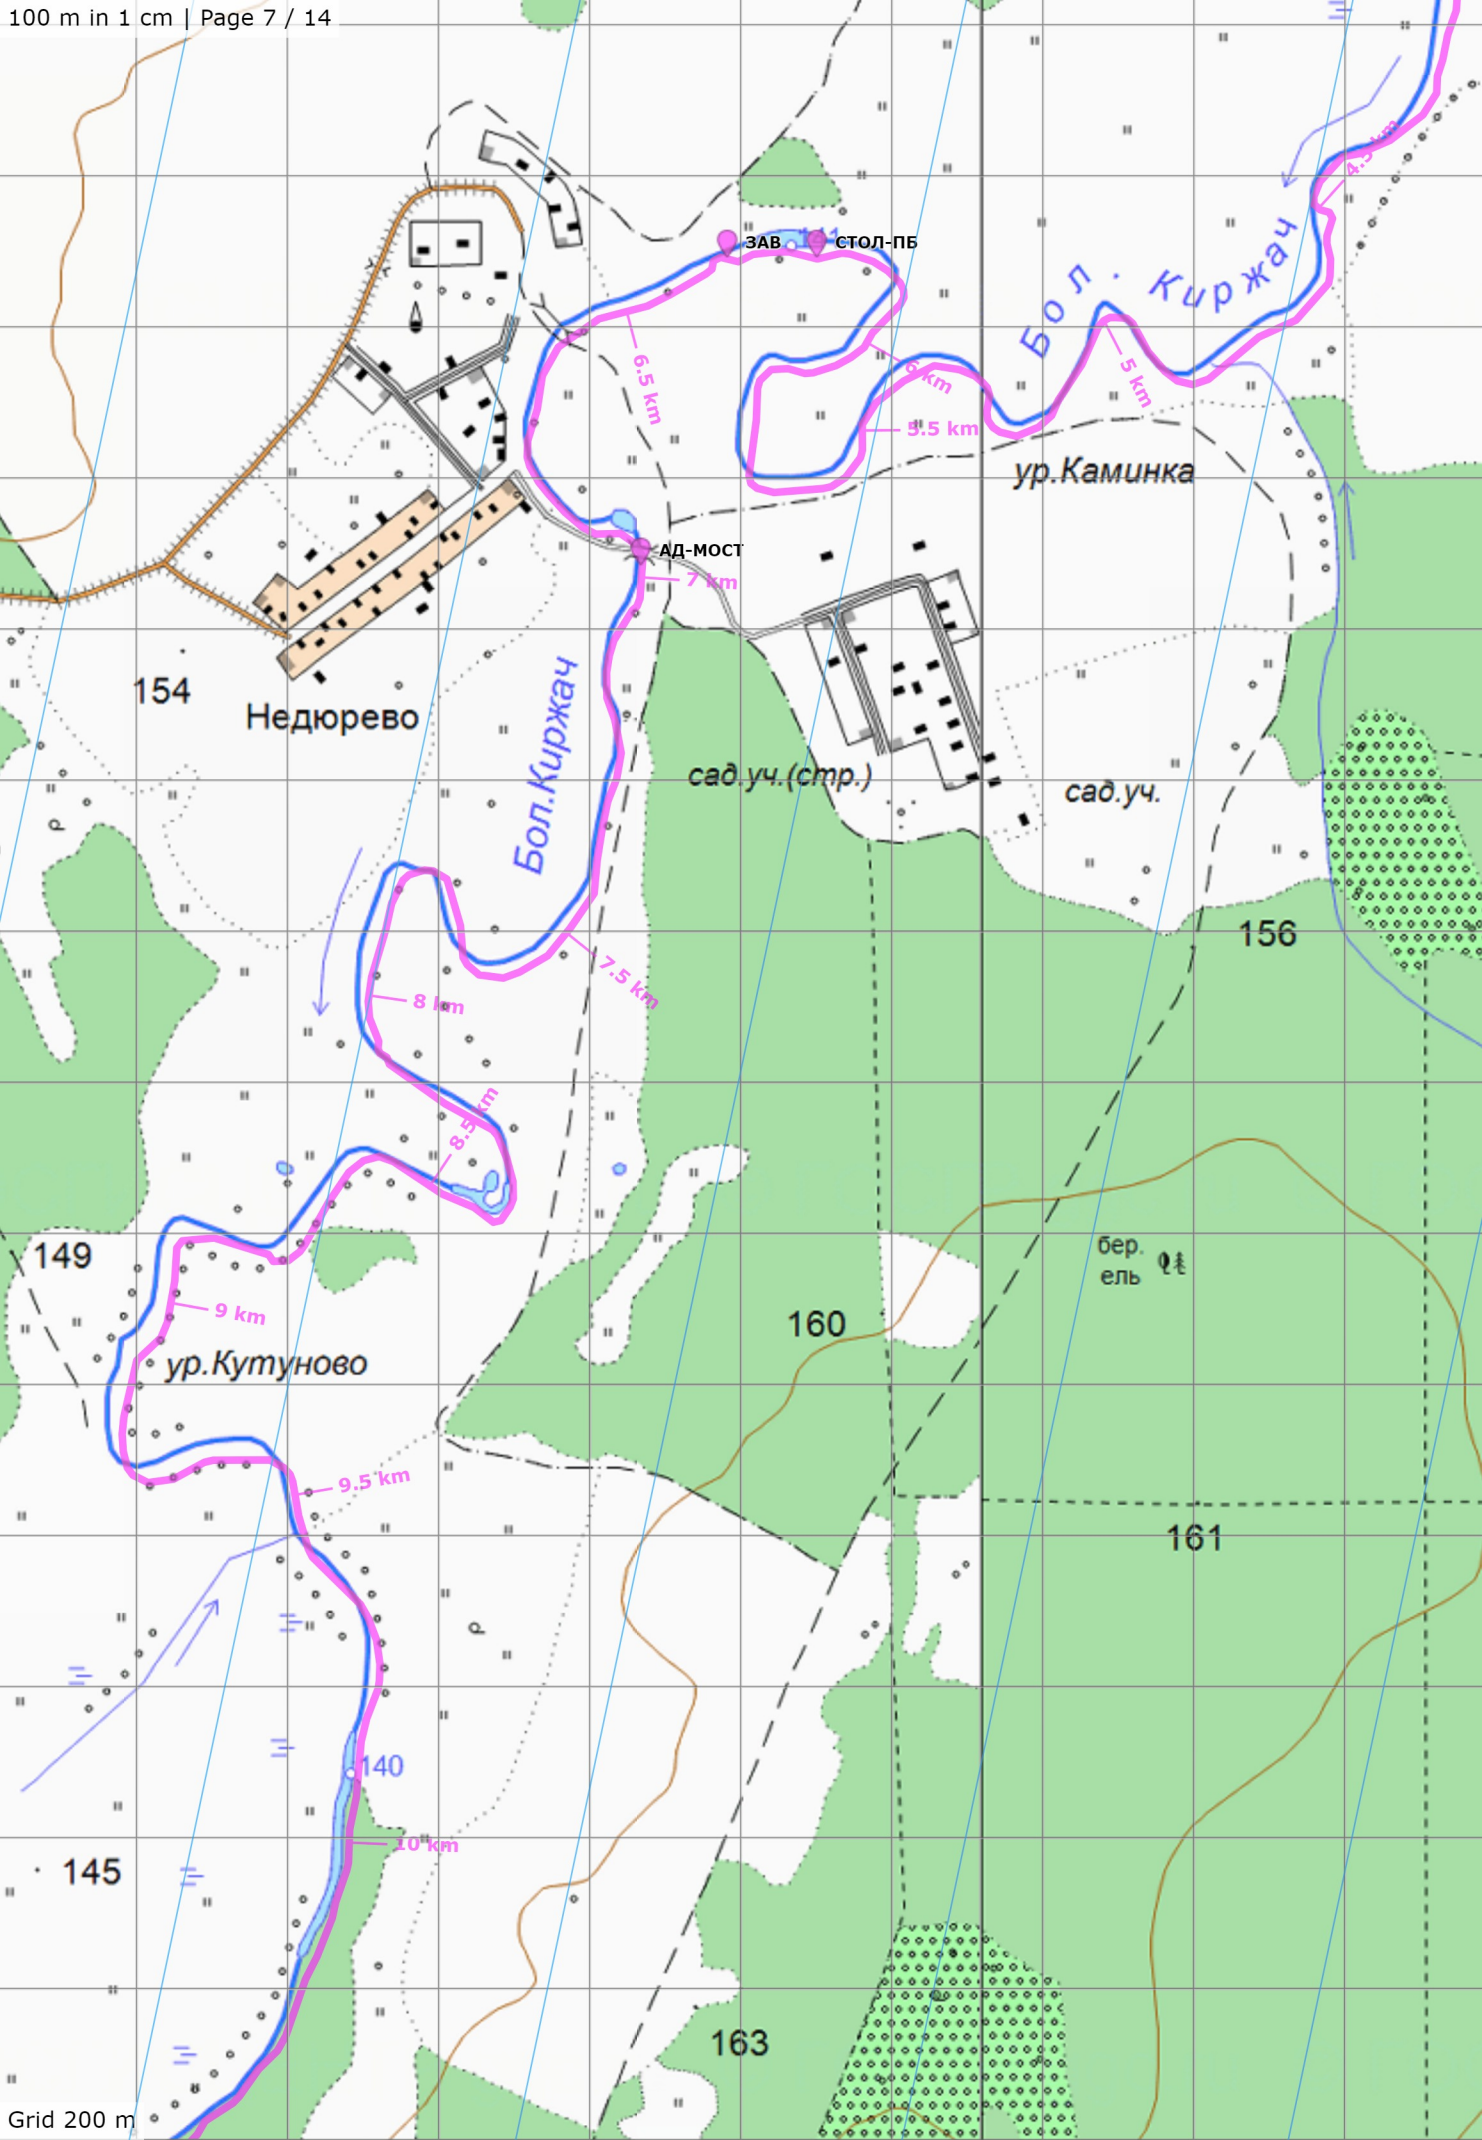 100 m in 1 cm | Page 7 / 14
4.5 km
ЗАВ
141
СТОЛ-ПБ
Бол. Киржач
6.5 km
6 km
5 km
5.5 km
ур.Каминка
АД-МОСТ
7 km
154
Недюрево
Бол.Киржач
сад.уч.(стр.)
сад.уч.
156
7.5 km
8 km
8.5 km
149
бер.
ель
9 km
160
ур.Кутуново
9.5 km
161
140
10 km
145
163
Grid 200 m